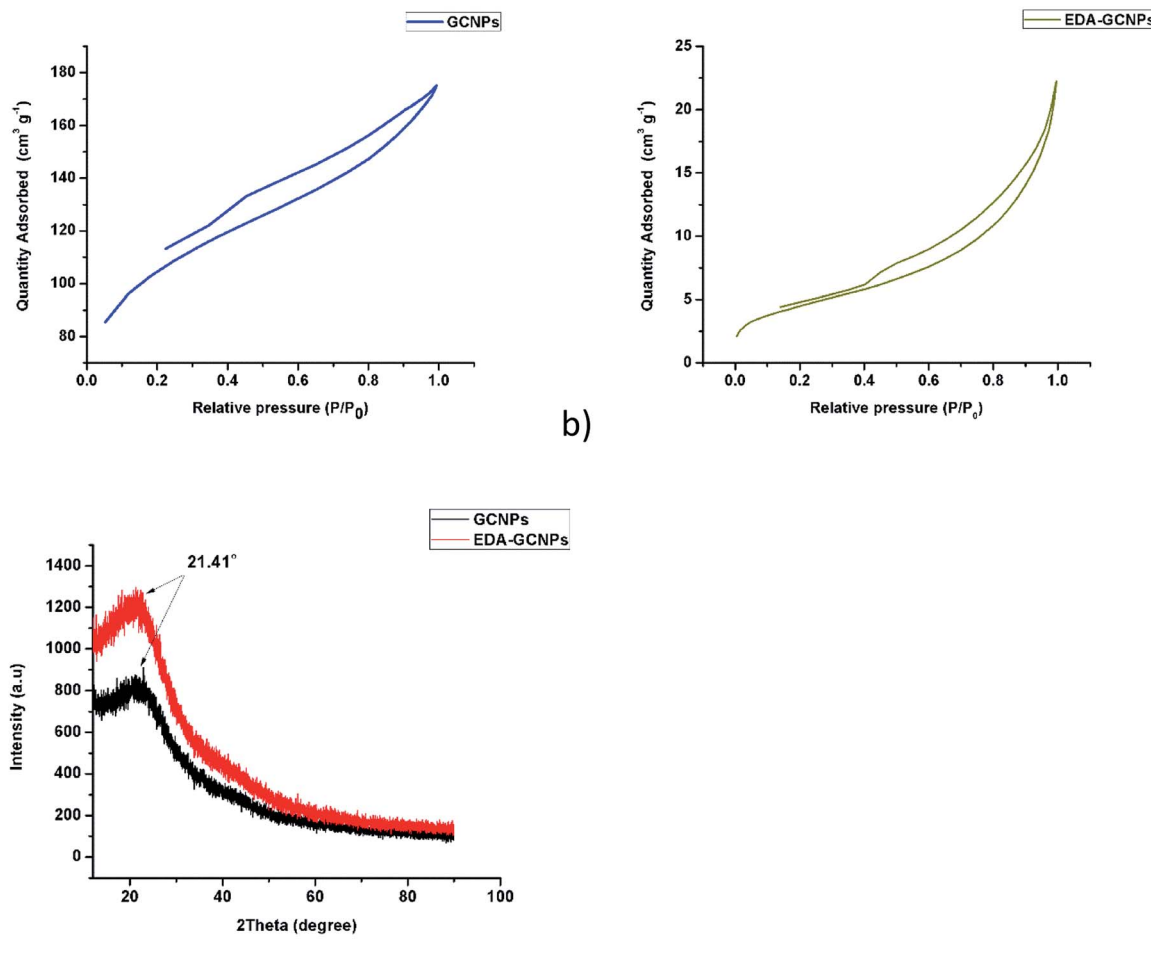 GCNPs
Quantity Adsorbed (cm³ g⁻¹)
180
160
140
120
100
80
0.0 0.2 0.4 0.6 0.8 1.0
Relative pressure (P/P₀)
EDA-GCNPs
Quantity Adsorbed (cm³ g⁻¹)
25
20
15
10
5
0
0.0 0.2 0.4 0.6 0.8 1.0
Relative pressure (P/P₀)
b)
GCNPs
EDA-GCNPs
21.41°
Intensity (a.u)
1400
1200
1000
800
600
400
200
0
20 40 60 80 100
2Theta (degree)